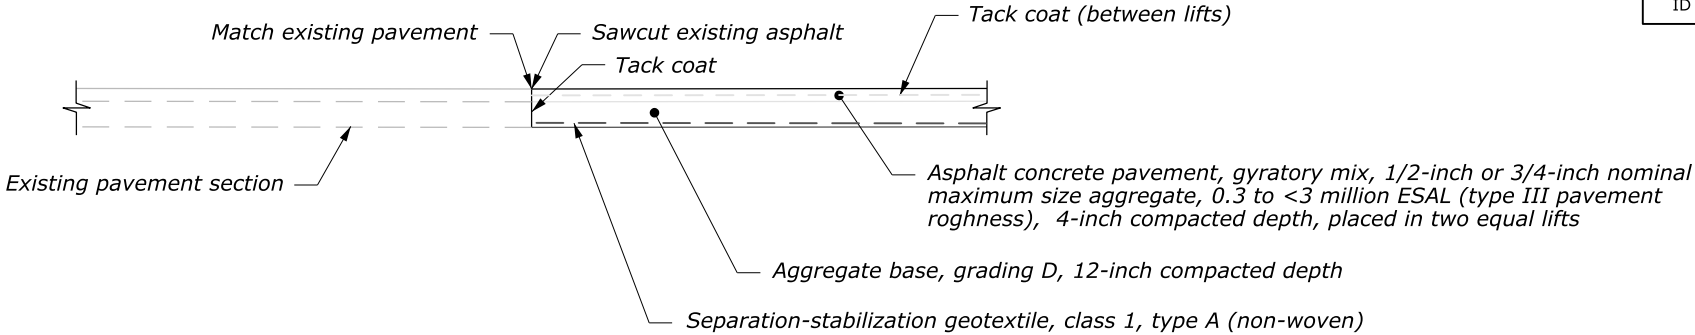 Tack coat (between lifts)
ID
Match existing pavement
Sawcut existing asphalt
Tack coat
Existing pavement section
Asphalt concrete pavement, gyratory mix, 1/2-inch or 3/4-inch nominal
maximum size aggregate, 0.3 to <3 million ESAL (type III pavement
roghness),  4-inch compacted depth, placed in two equal lifts
Aggregate base, grading D, 12-inch compacted depth
Separation-stabilization geotextile, class 1, type A (non-woven)